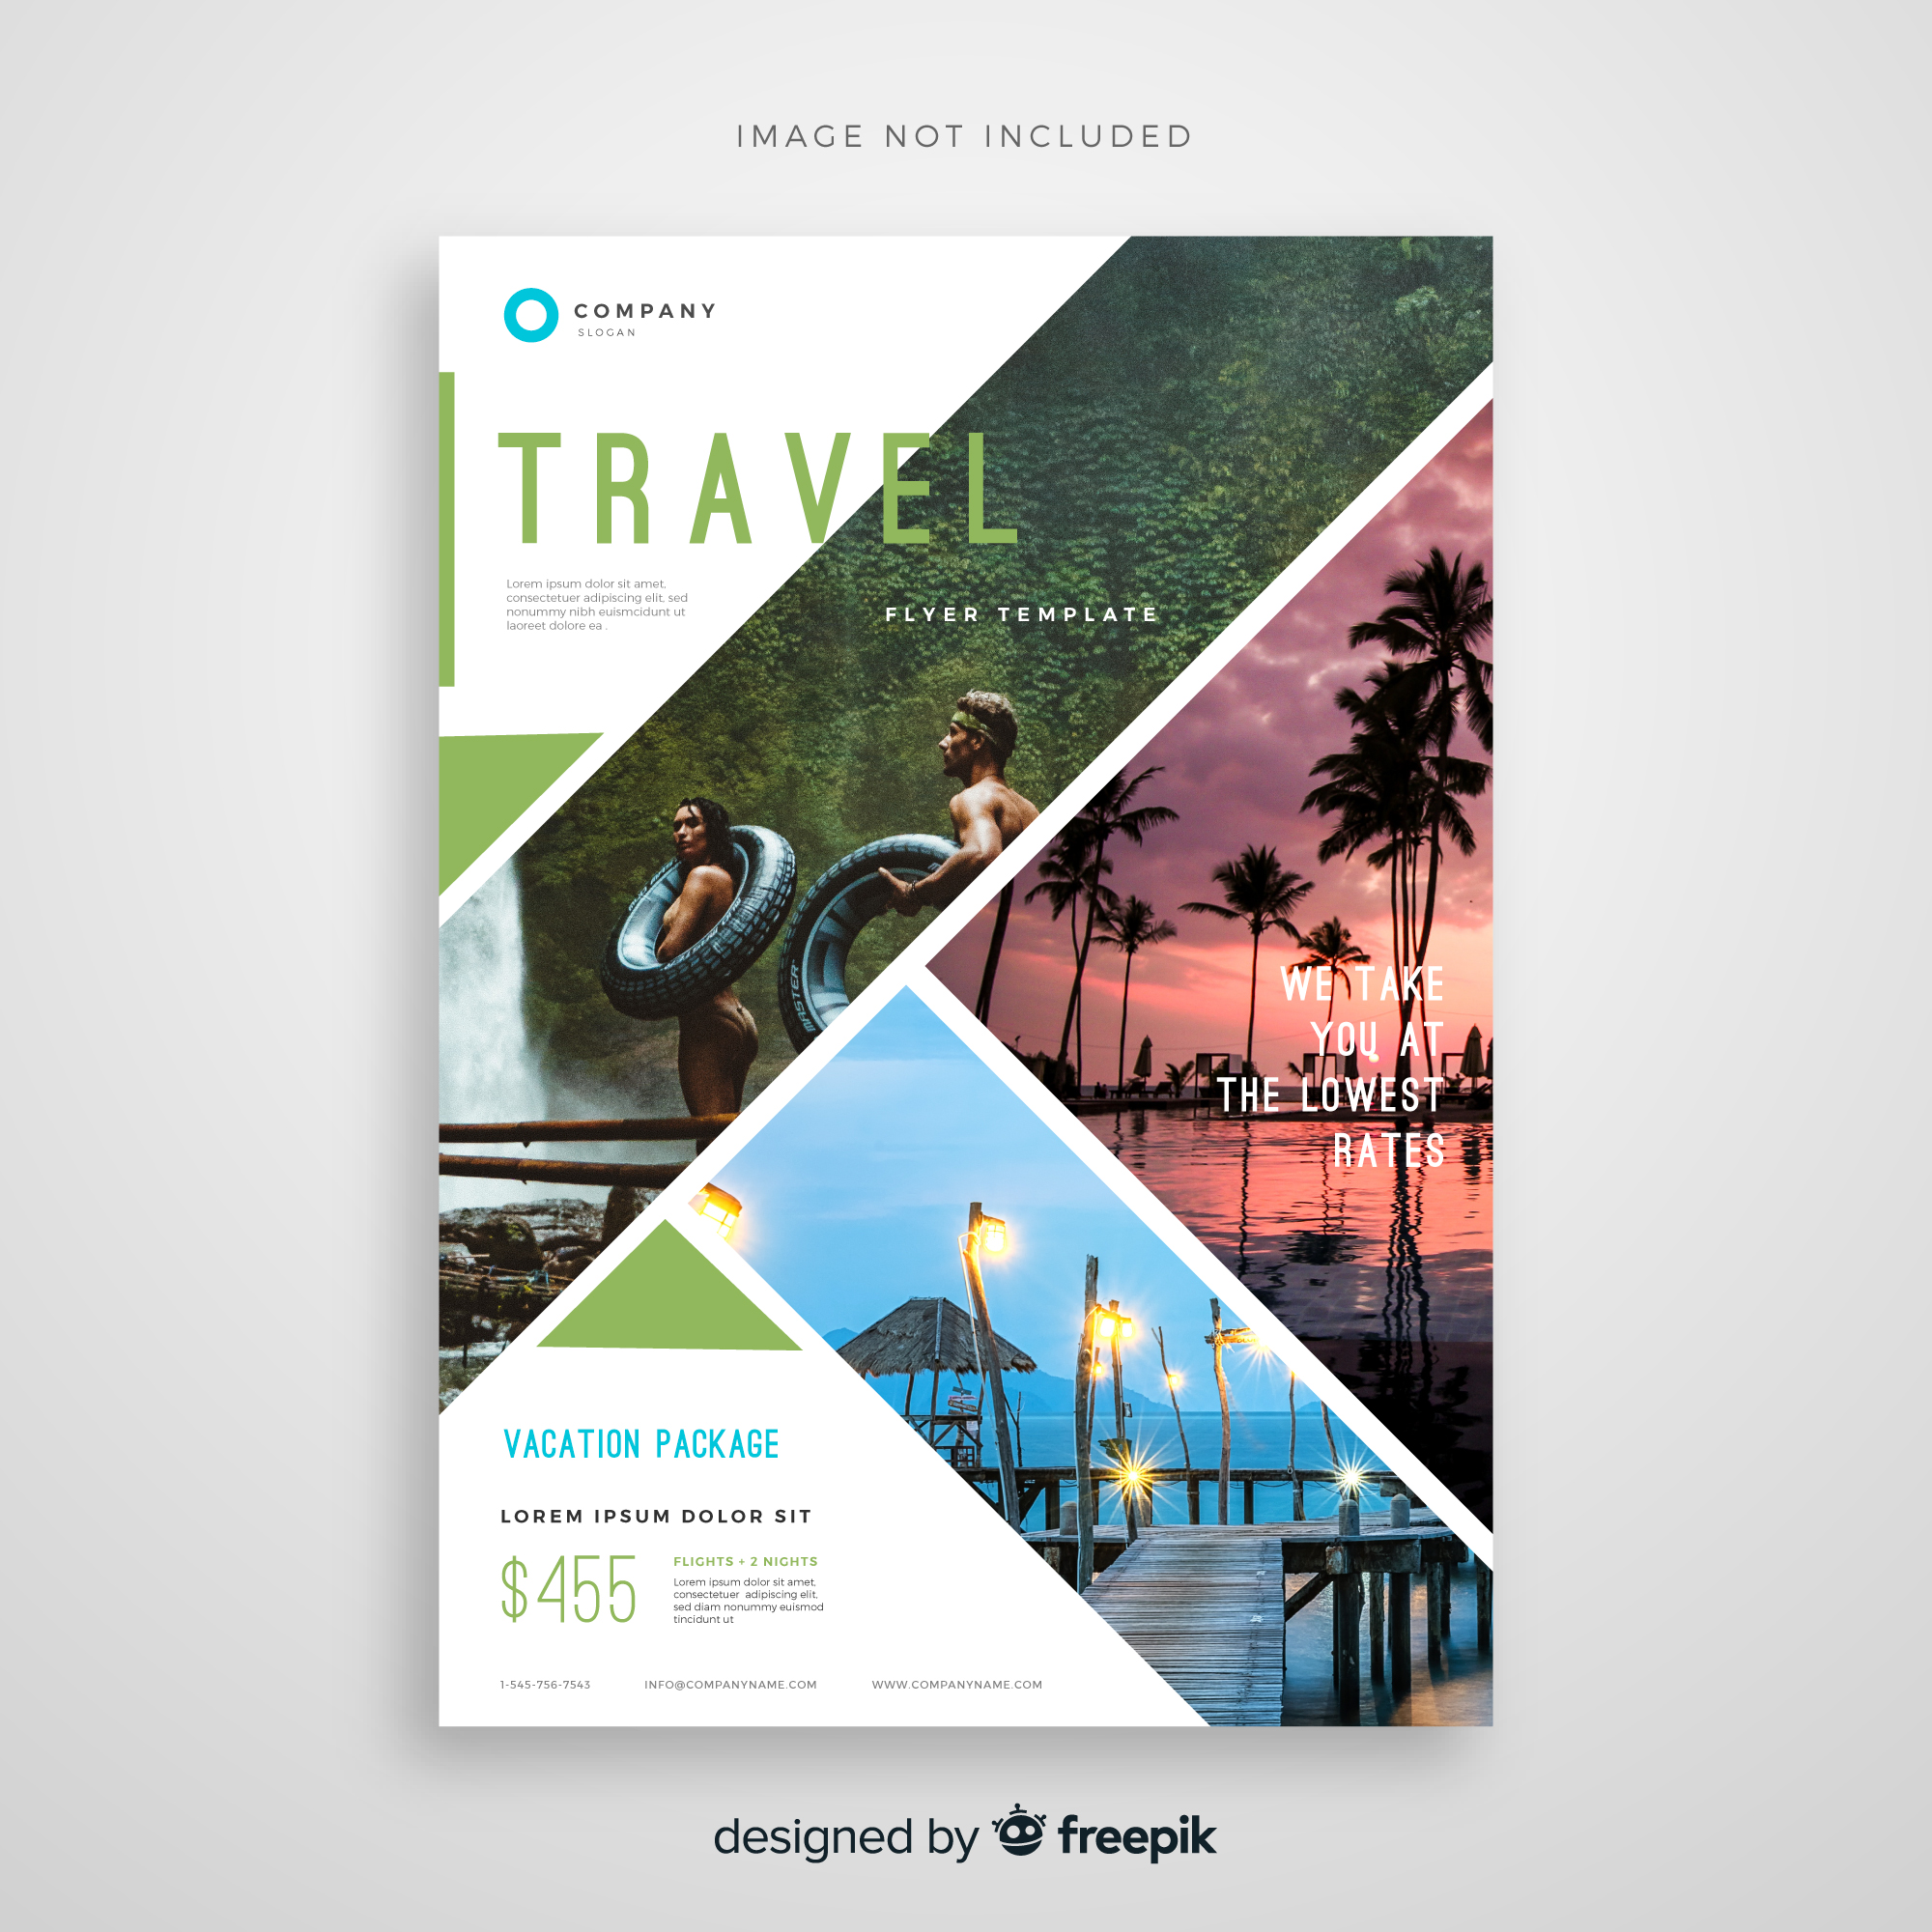 IMAGE NOT INCLUDED
COMPANY
SLOGAN
TRAVEL
Lorem ipsum dolor sit amet,
consectetuer adipiscing elit, sed
nonummy nibh euismcidunt ut
laoreet dolore ea .
FLYER TEMPLATE
MASTER
WE TAKE
YOU AT
THE LOWEST
RATES
VACATION PACKAGE
LOREM IPSUM DOLOR SIT
$455
FLIGHTS + 2 NIGHTS
Lorem ipsum dolor sit amet,
consectetuer adipiscing elit,
sed diam nonummy euismod
tincidunt ut
1-545-756-7543
INFO@COMPANYNAME.COM
WWW.COMPANYNAME.COM
designed by freepik